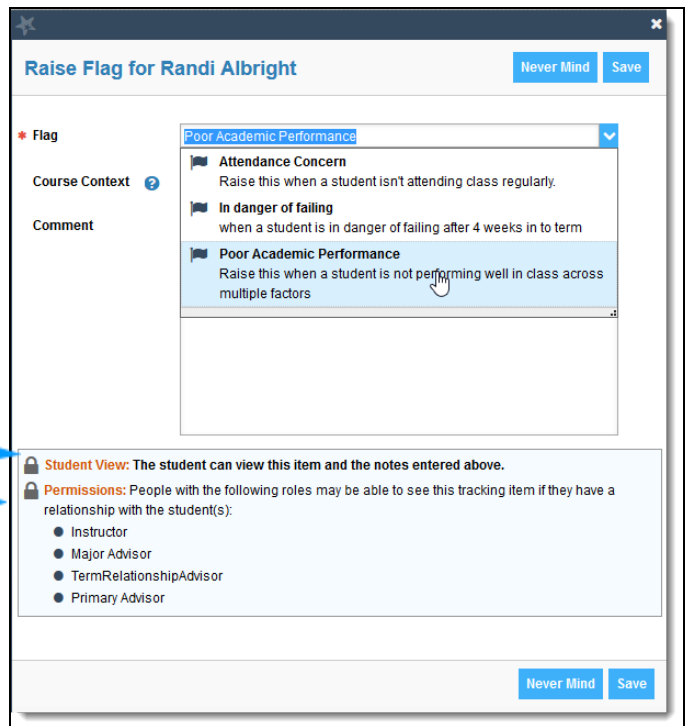 Raise Flag for Randi Albright
Never Mind
Save
* Flag
Poor Academic Performance
Attendance Concern
Raise this when a student isn't attending class regularly.
Course Context ?
In danger of failing
when a student is in danger of failing after 4 weeks in to term
Comment
Poor Academic Performance
Raise this when a student is not performing well in class across
multiple factors
Student View: The student can view this item and the notes entered above.
Permissions: People with the following roles may be able to see this tracking item if they have a
relationship with the student(s):
Instructor
Major Advisor
TermRelationshipAdvisor
Primary Advisor
Never Mind
Save